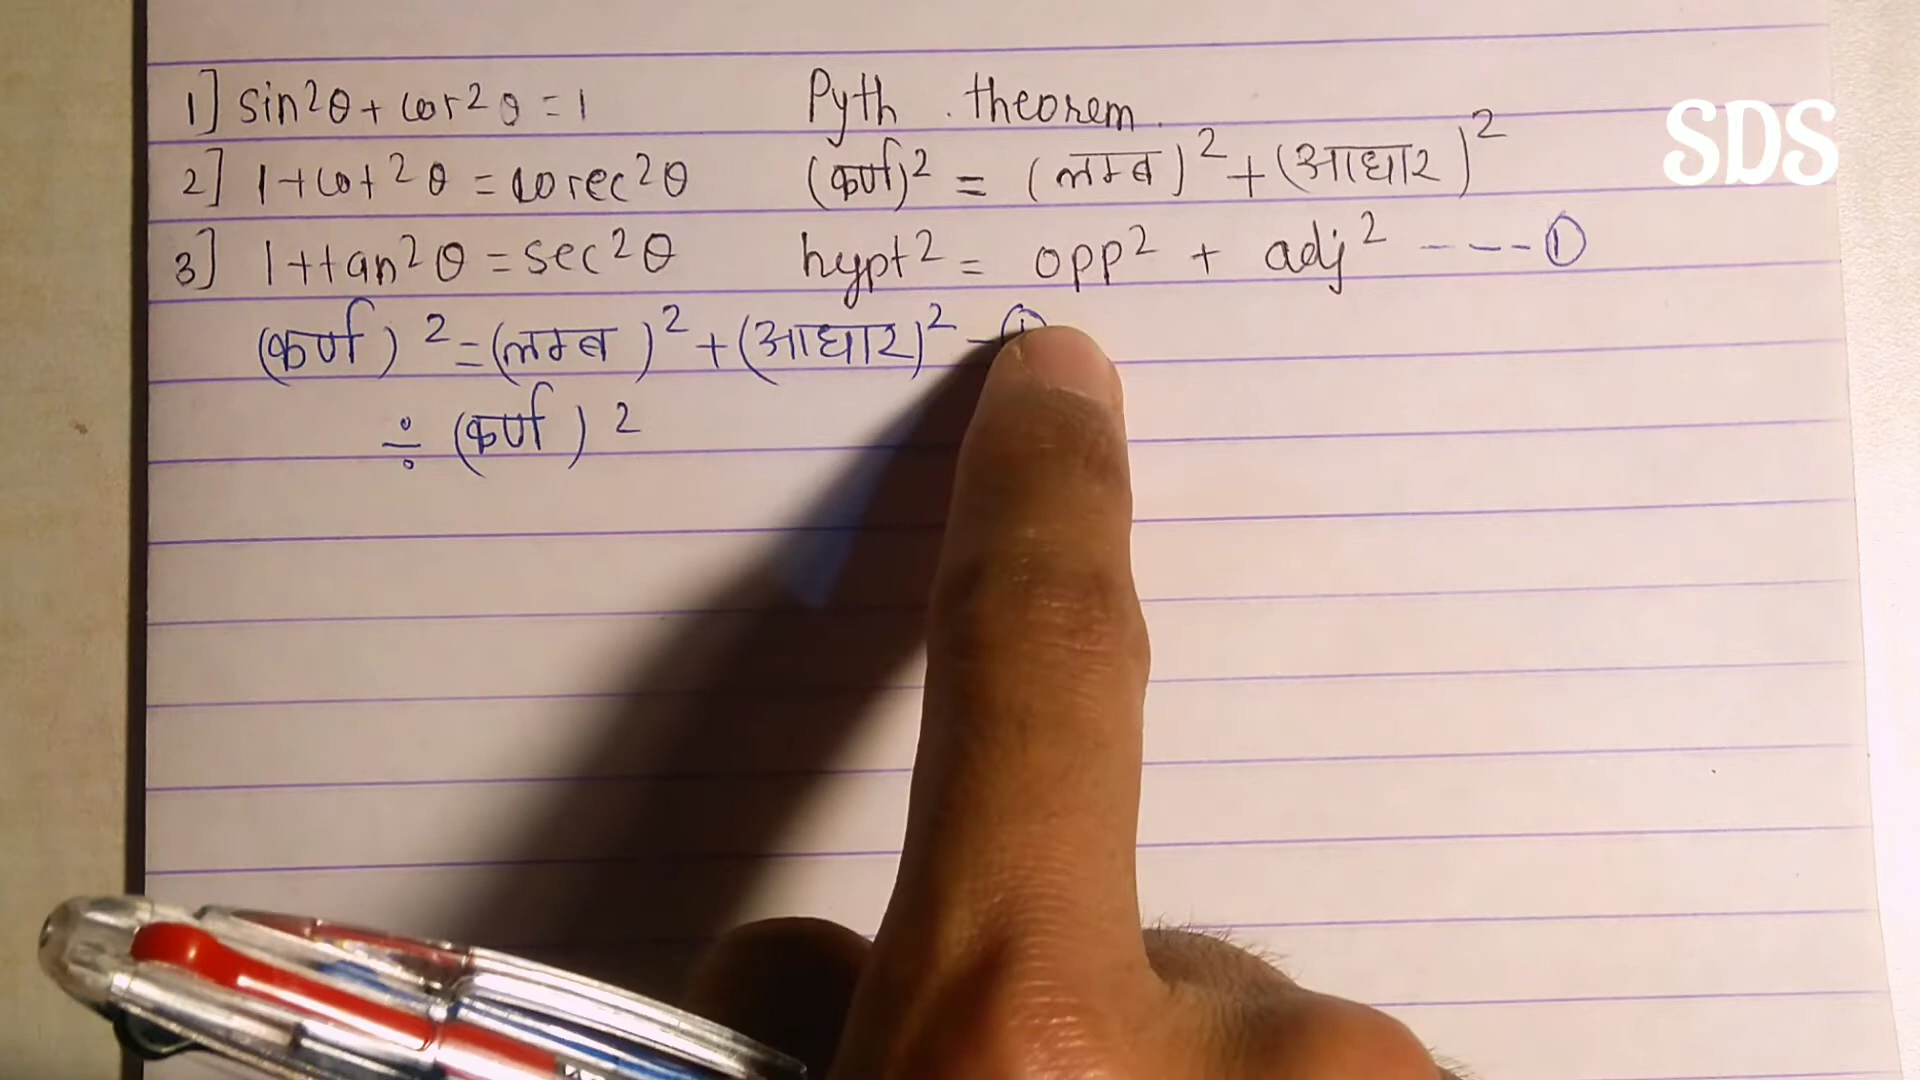 1] sin²θ + cos²θ = 1
2] 1 + cot²θ = cosec²θ
3] 1 + tan²θ = sec²θ
Pyth . theorem .
(कर्ण)² = (लम्ब)² + (आधार)²
hypt² = opp² + adj² ---- ①
(कर्ण)² = (लम्ब)² + (आधार)² - ①
÷ (कर्ण)²
SDS